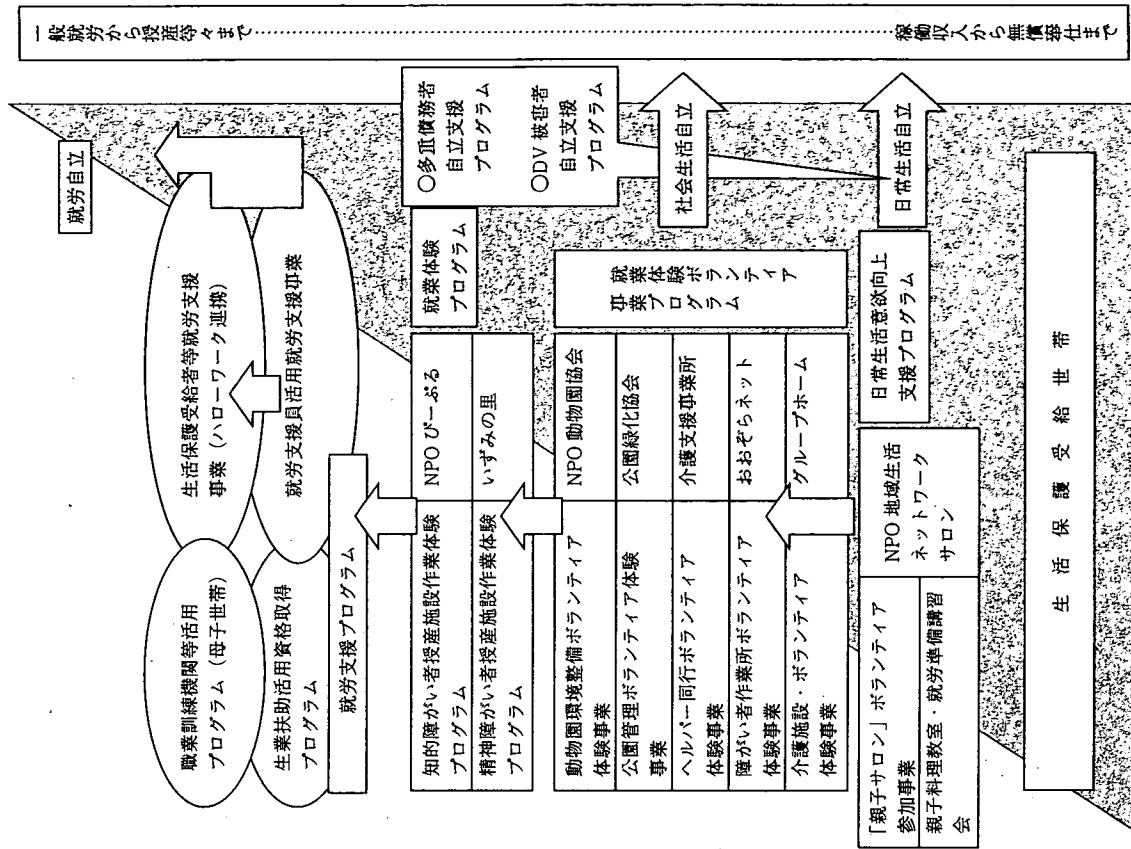 一般就労から授産等々まで……………………稼働収入から無償奉仕まで
就労自立
職業訓練機関等活用
プログラム(母子世帯)
生活保護受給者等就労支援
事業(ハローワーク連携)
生業扶助活用資格取得
プログラム
就労支援員活用就労支援事業
就労支援プログラム
知的障がい者授産施設作業体験
プログラム
NPO ぴーぷる
精神障がい者授産施設作業体験
プログラム
いずみの里
就業体験
プログラム
○多重債務者
自立支援
プログラム
○DV 被害者
自立支援
プログラム
動物園環境整備ボランティア
体験事業
NPO 動物園協会
公園管理ボランティア体験
事業
公園緑化協会
ヘルパー同行ボランティア
体験事業
介護支援事業所
障がい者作業所ボランティア
体験事業
おおぞらネット
介護施設・ボランティア
体験事業
グループホーム
就業体験ボランティア
事業プログラム
社会生活自立
「親子サロン」ボランティア
参加事業
親子料理教室・就労準備講習
会
NPO 地域生活
ネットワーク
サロン
日常生活意欲向上
支援プログラム
日常生活自立
生活保護受給世帯